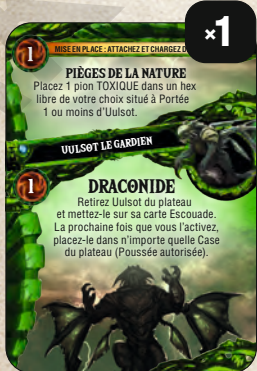 ×1
1
MISE EN PLACE : ATTACHEZ ET CHARGEZ
PIÈGES DE LA NATURE
Placez 1 pion TOXIQUE dans un hex
libre de votre choix situé à Portée
1 ou moins d'Uulsot.
UULSOT LE GARDIEN
1
DRACONIDE
Retirez Uulsot du plateau
et mettez-le sur sa carte Escouade.
La prochaine fois que vous l'activez,
placez-le dans n'importe quelle Case
du plateau (Poussée autorisée).